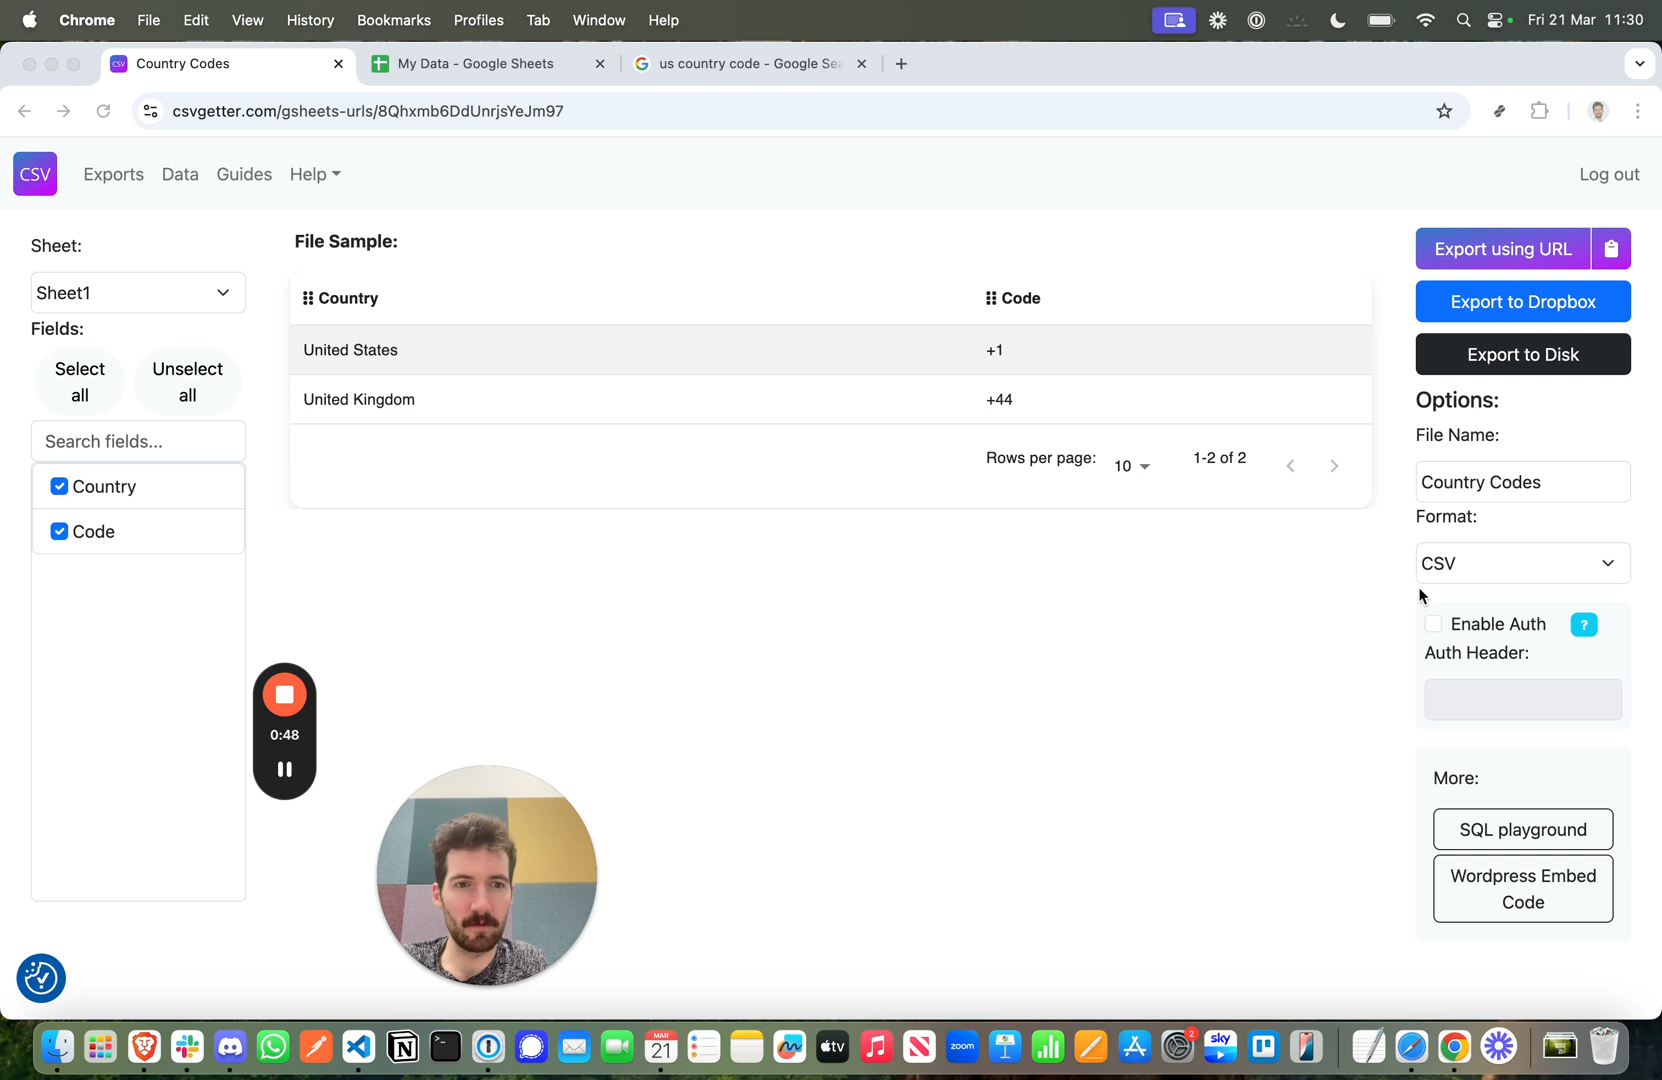 Chrome File Edit View History Bookmarks Profiles Tab Window Help Fri 21 Mar 11:30
CSV Country Codes My Data - Google Sheets us country code - Google Sea
csvgetter.com/gsheets-urls/8Qhxmb6DdUnrjsYeJm97
CSV Exports Data Guides Help Log out
Sheet:
Sheet1
Fields:
Select all
Unselect all
Search fields...
Country
Code
File Sample:
Country Code
United States +1
United Kingdom +44
Rows per page: 10 1-2 of 2
Export using URL
Export to Dropbox
Export to Disk
Options:
File Name:
Country Codes
Format:
CSV
Enable Auth ?
Auth Header:
More:
SQL playground
Wordpress Embed
Code
0:48
MAR
21
tv
zoom
2
sky